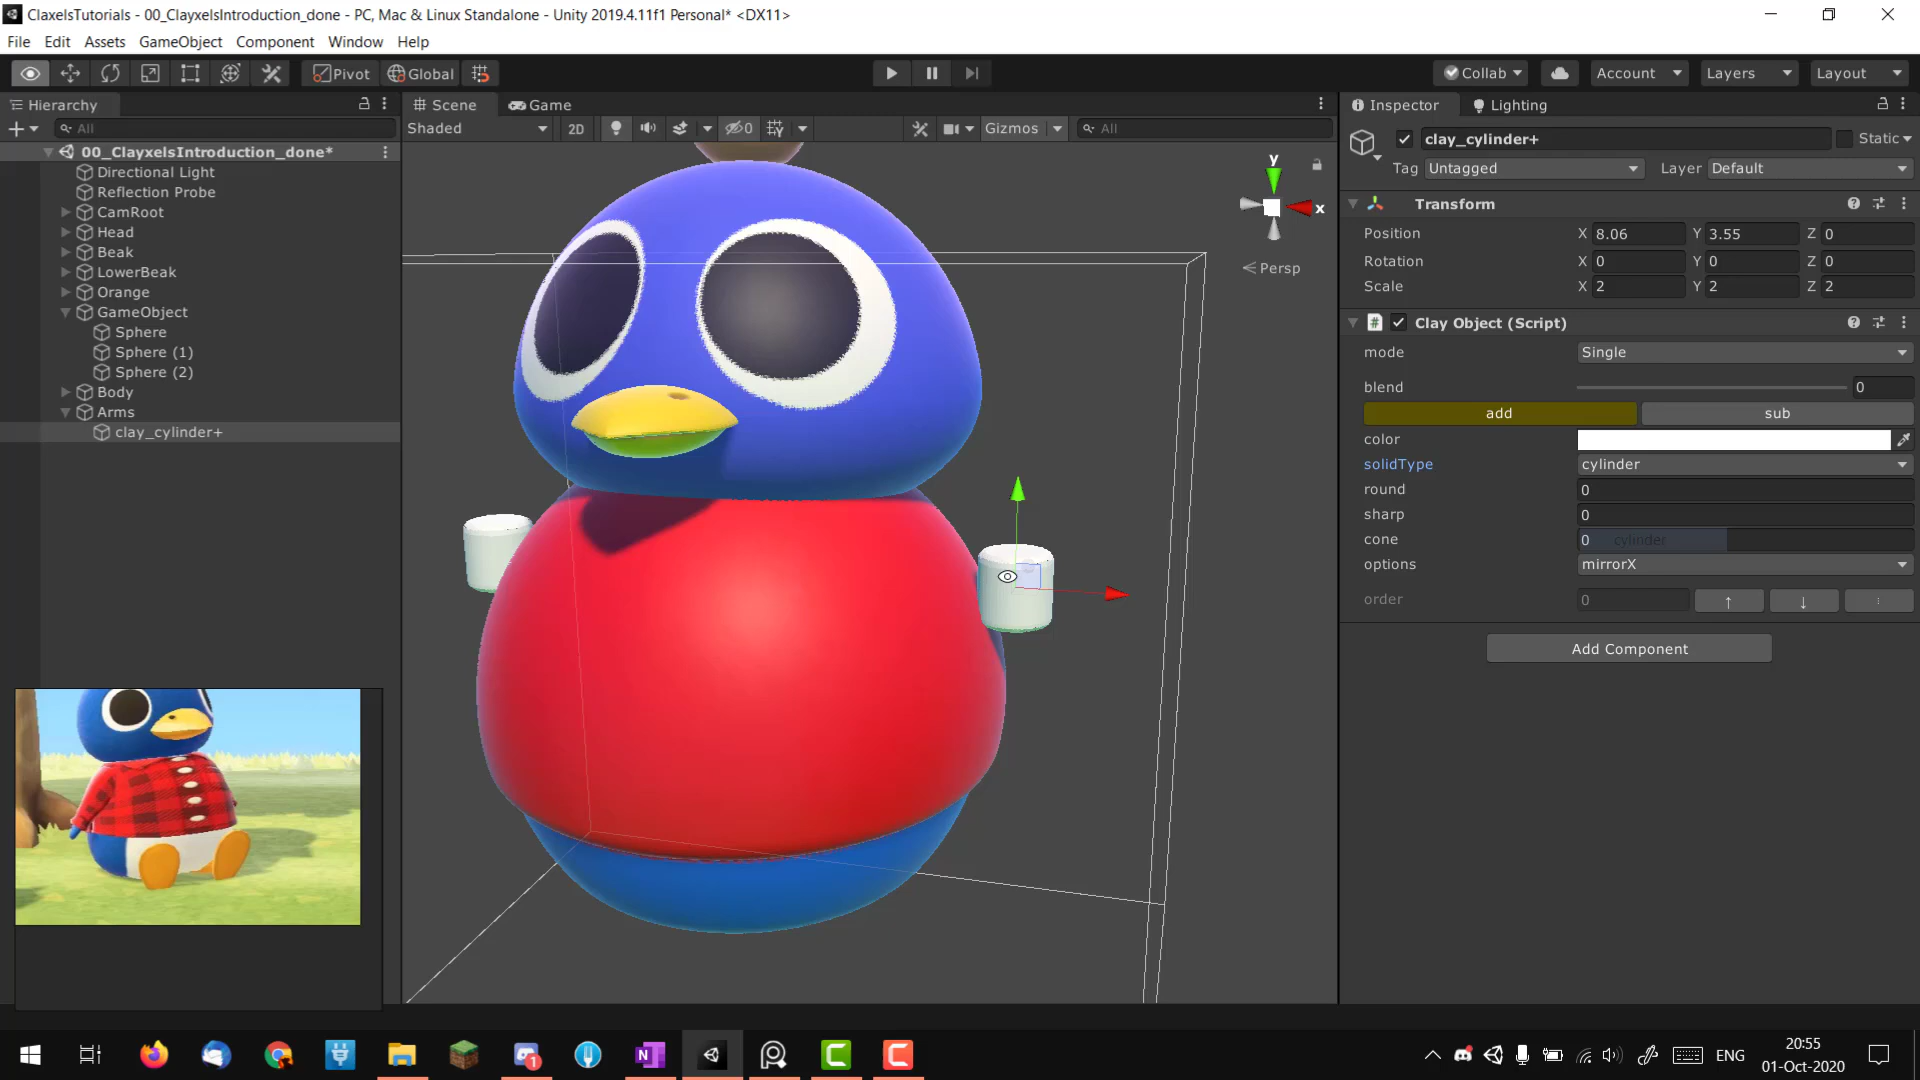 ClaxelsTutorials - 00_ClayxelsIntroduction_done - PC, Mac & Linux Standalone - Unity 2019.4.11f1 Personal* <DX11>
File Edit Assets GameObject Component Window Help
Pivot Global Collab Account Layers Layout
Hierarchy
All
00_ClayxelsIntroduction_done*
Directional Light
Reflection Probe
CamRoot
Head
Beak
LowerBeak
Orange
GameObject
Sphere
Sphere (1)
Sphere (2)
Body
Arms
clay_cylinder+
Scene Game
Shaded 2D 0 Gizmos All
y
x
Persp
Inspector Lighting
clay_cylinder+ Static
Tag Untagged Layer Default
Transform
Position X 8.06 Y 3.55 Z 0
Rotation X 0 Y 0 Z 0
Scale X 2 Y 2 Z 2
Clay Object (Script)
mode Single
blend 0
add sub
color
solidType cylinder
round 0
sharp 0
cone 0 cylinder
options mirrorX
order 0 ↑ ↓ ⁝
Add Component
1 N ENG
20:55
01-Oct-2020